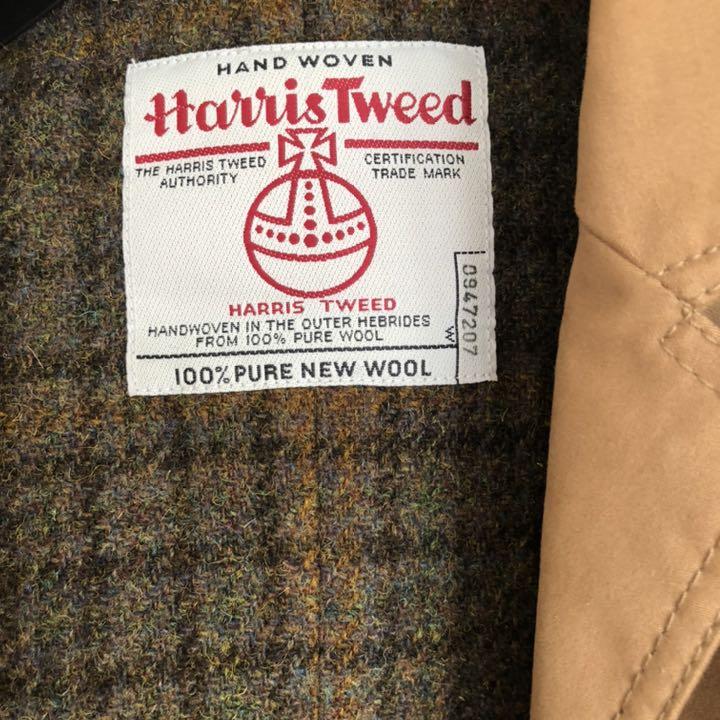 HAND WOVEN
Harris Tweed
THE HARRIS TWEED
AUTHORITY
CERTIFICATION
TRADE MARK
HARRIS TWEED
HANDWOVEN IN THE OUTER HEBRIDES
FROM 100% PURE WOOL
W
0947207
100% PURE NEW WOOL